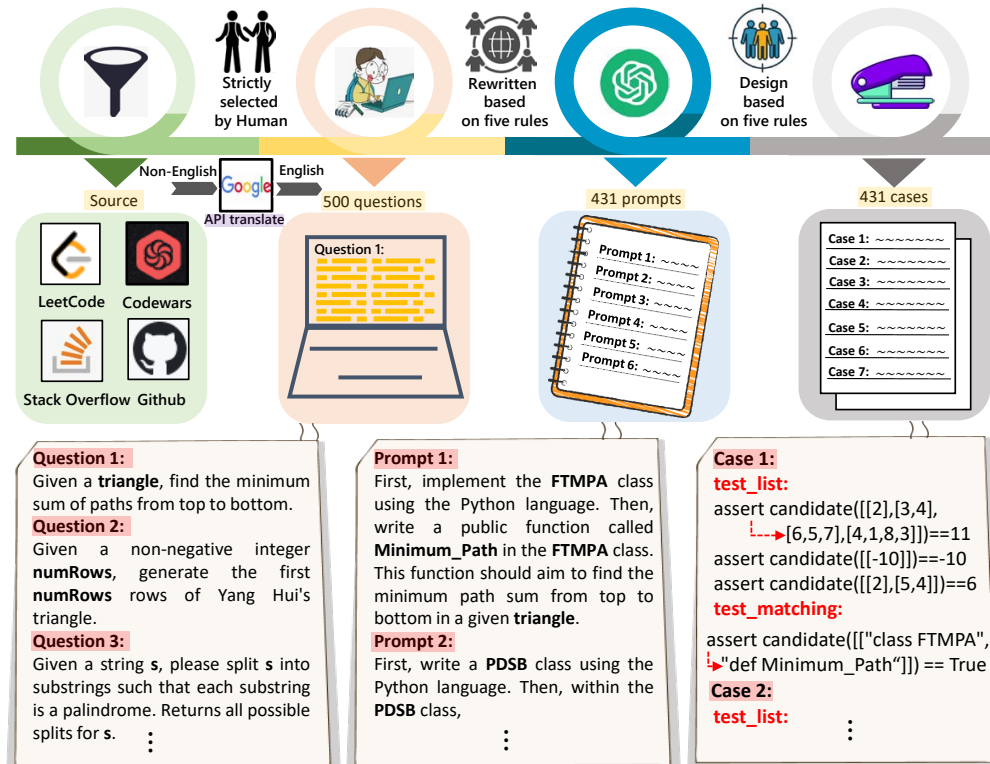 Strictly
selected
by Human
Rewritten
based
on five rules
Design
based
on five rules
Non-English
Google
English
API translate
Source
500 questions
431 prompts
431 cases
LeetCode
Codewars
Stack Overflow
Github
Question 1:
Prompt 1: ~~~~
Prompt 2: ~~~~
Prompt 3: ~~~~
Prompt 4: ~~~~
Prompt 5: ~~~~
Prompt 6: ~~~~
Case 1: ~~~~~~~
Case 2: ~~~~~~~
Case 3: ~~~~~~~
Case 4: ~~~~~~~
Case 5: ~~~~~~~
Case 6: ~~~~~~~
Case 7: ~~~~~~~
Question 1:
Given a triangle, find the minimum
sum of paths from top to bottom.
Question 2:
Given a non-negative integer
numRows, generate the first
numRows rows of Yang Hui's
triangle.
Question 3:
Given a string s, please split s into
substrings such that each substring
is a palindrome. Returns all possible
splits for s.
⋮
Prompt 1:
First, implement the FTMPA class
using the Python language. Then,
write a public function called
Minimum_Path in the FTMPA class.
This function should aim to find the
minimum path sum from top to
bottom in a given triangle.
Prompt 2
First, write a PDSB class using the
Python language. Then, within the
PDSB class,
⋮
Case 1:
test_list:
assert candidate([[2],[3,4],
[6,5,7],[4,1,8,3]])==11
assert candidate([[-10]])==-10
assert candidate([[2],[5,4]])==6
test_matching:
assert candidate([["class FTMPA",
"def Minimum_Path“]]) == True
Case 2:
test_list:
⋮